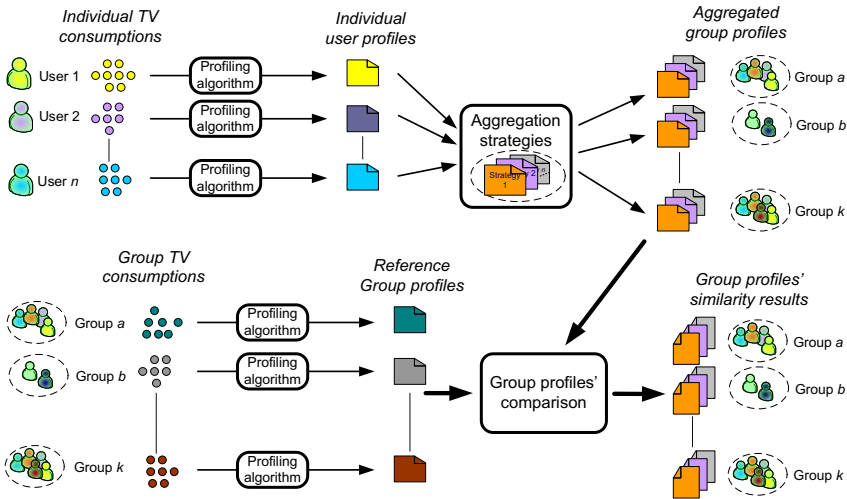 Individual TV
consumptions
Individual
user profiles
Aggregated
group profiles
User 1
Profiling
algorithm
User 2
Profiling
algorithm
User n
Profiling
algorithm
Aggregation
strategies
Strategy
1
y 2
n
Group a
Group b
Group k
Group TV
consumptions
Reference
Group profiles
Group profiles'
similarity results
Group a
Profiling
algorithm
Group b
Profiling
algorithm
Group k
Profiling
algorithm
Group profiles'
comparison
Group a
Group b
Group k